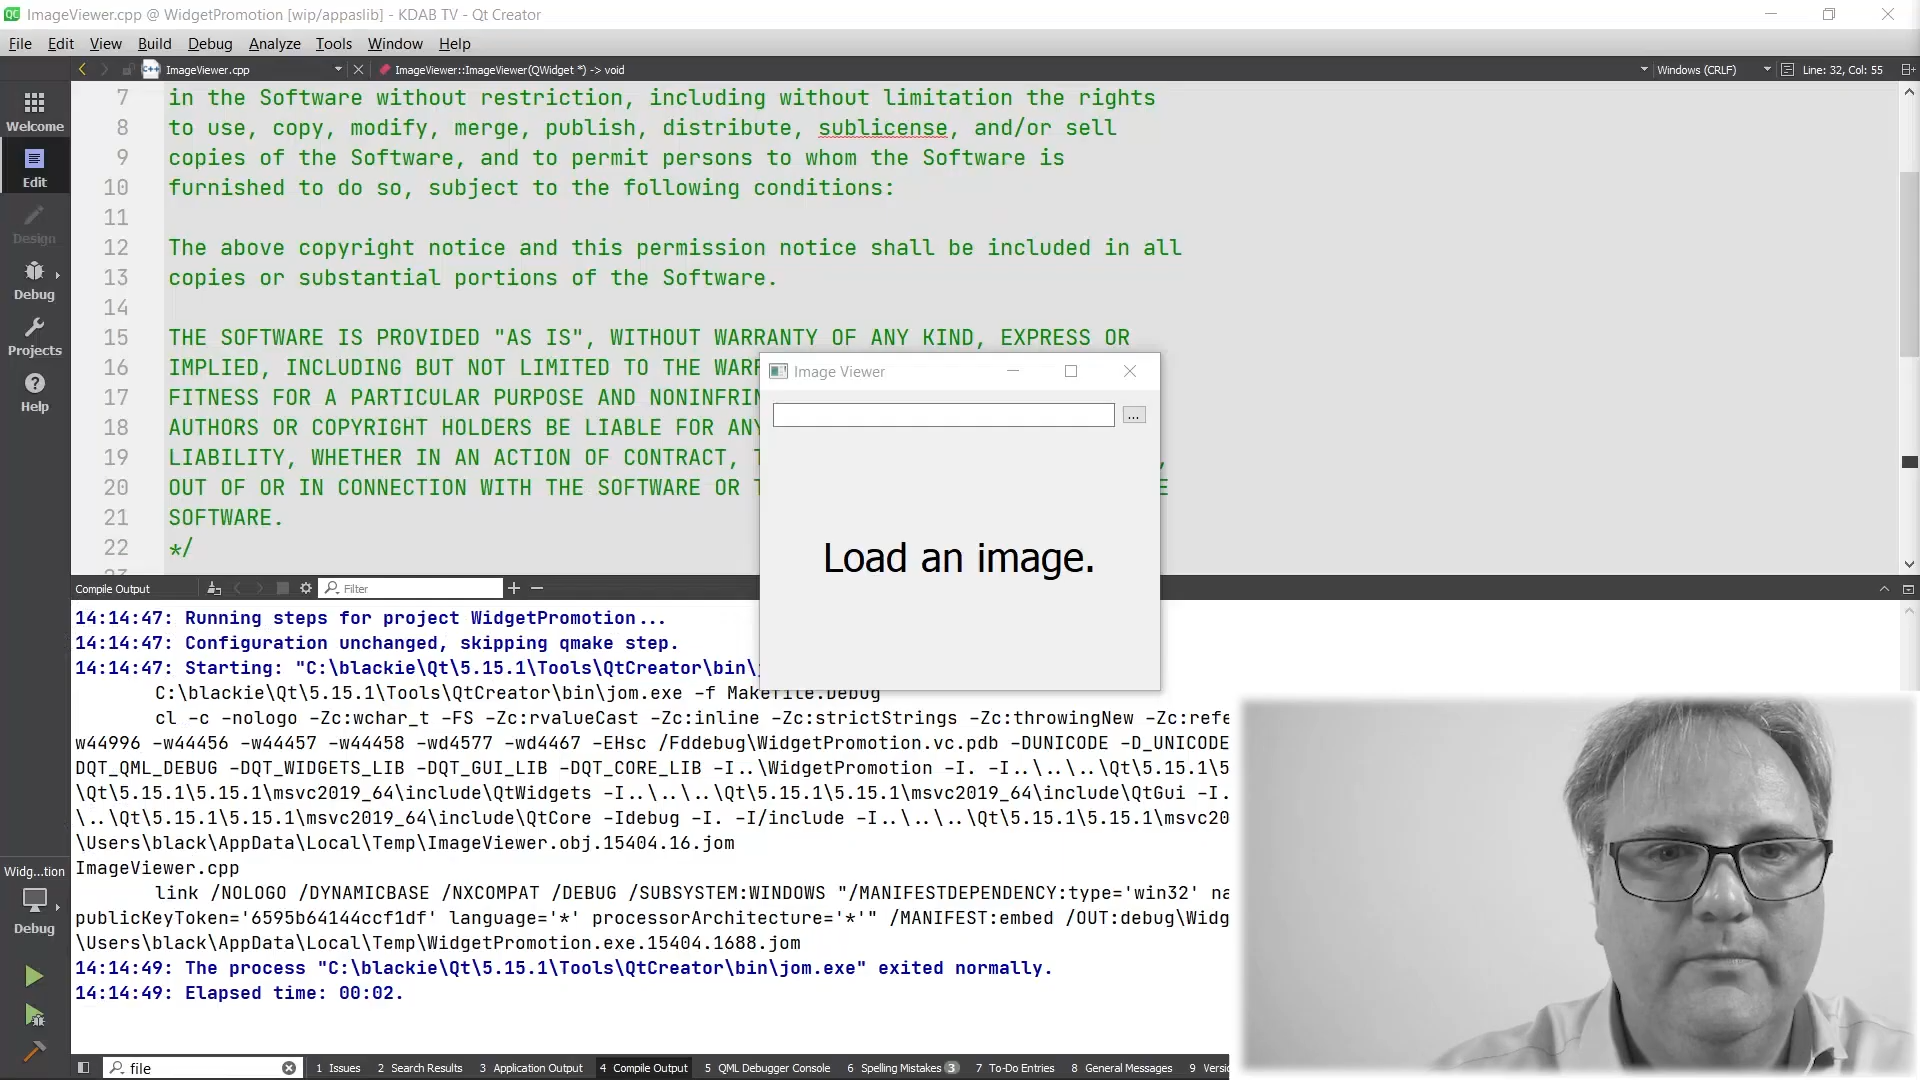 ImageViewer.cpp @ WidgetPromotion [wip/appaslib] - KDAB TV - Qt Creator
File Edit View Build Debug Analyze Tools Window Help
ImageViewer.cpp ImageViewer::ImageViewer(QWidget *) -> void Windows (CRLF) Line: 32, Col: 55
Welcome
Edit
Design
Debug
Projects
Help
7 in the Software without restriction, including without limitation the rights
8 to use, copy, modify, merge, publish, distribute, sublicense, and/or sell
9 copies of the Software, and to permit persons to whom the Software is
10 furnished to do so, subject to the following conditions:
11
12 The above copyright notice and this permission notice shall be included in all
13 copies or substantial portions of the Software.
14
15 THE SOFTWARE IS PROVIDED "AS IS", WITHOUT WARRANTY OF ANY KIND, EXPRESS OR
16 IMPLIED, INCLUDING BUT NOT LIMITED TO THE WARR
17 FITNESS FOR A PARTICULAR PURPOSE AND NONINFRIN
18 AUTHORS OR COPYRIGHT HOLDERS BE LIABLE FOR ANY
19 LIABILITY, WHETHER IN AN ACTION OF CONTRACT,
20 OUT OF OR IN CONNECTION WITH THE SOFTWARE OR
21 SOFTWARE.
22 */
Image Viewer
...
Load an image.
Compile Output Filter
14:14:47: Running steps for project WidgetPromotion...
14:14:47: Configuration unchanged, skipping qmake step.
14:14:47: Starting: "C:\blackie\Qt\5.15.1\Tools\QtCreator\bin\
C:\blackie\Qt\5.15.1\Tools\QtCreator\bin\jom.exe -f Makefile.Debug
cl -c -nologo -Zc:wchar_t -FS -Zc:rvalueCast -Zc:inline -Zc:strictStrings -Zc:throwingNew -Zc:refe
w44996 -w44456 -w44457 -w44458 -wd4577 -wd4467 -EHsc /Fddebug\WidgetPromotion.vc.pdb -DUNICODE -D_UNICODE
DQT_QML_DEBUG -DQT_WIDGETS_LIB -DQT_GUI_LIB -DQT_CORE_LIB -I..\WidgetPromotion -I. -I..\..\..\Qt\5.15.1\5
\Qt\5.15.1\5.15.1\msvc2019_64\include\QtWidgets -I..\..\..\Qt\5.15.1\5.15.1\msvc2019_64\include\QtGui -I.
\..\Qt\5.15.1\5.15.1\msvc2019_64\include\QtCore -Idebug -I. -I/include -I..\..\..\Qt\5.15.1\5.15.1\msvc20
\Users\black\AppData\Local\Temp\ImageViewer.obj.15404.16.jom
ImageViewer.cpp
link /NOLOGO /DYNAMICBASE /NXCOMPAT /DEBUG /SUBSYSTEM:WINDOWS "/MANIFESTDEPENDENCY:type='win32' na
publicKeyToken='6595b64144ccf1df' language='*' processorArchitecture='*'" /MANIFEST:embed /OUT:debug\Widg
\Users\black\AppData\Local\Temp\WidgetPromotion.exe.15404.1688.jom
14:14:49: The process "C:\blackie\Qt\5.15.1\Tools\QtCreator\bin\jom.exe" exited normally.
14:14:49: Elapsed time: 00:02.
Widg...tion
Debug
file 1 Issues 2 Search Results 3 Application Output 4 Compile Output 5 QML Debugger Console 6 Spelling Mistakes 3 7 To-Do Entries 8 General Messages 9 Versi